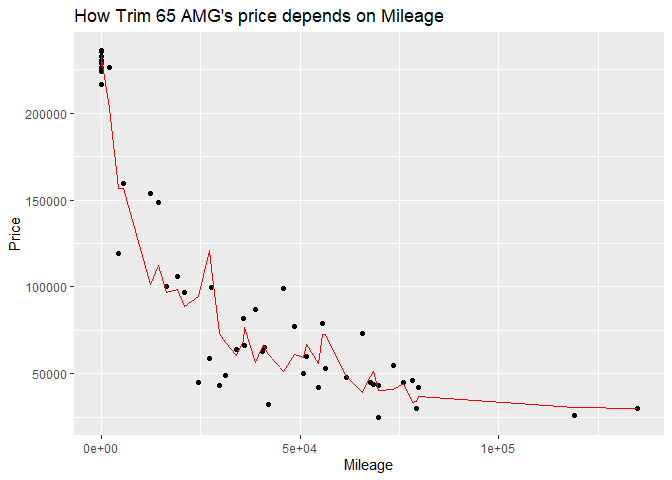 How Trim 65 AMG's price depends on Mileage
200000
150000
100000
50000
Price
0e+00
5e+04
1e+05
Mileage